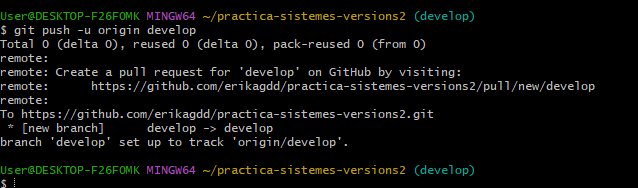 User@DESKTOP-F26FOMK MINGW64 ~/practica-sistemes-versions2 (develop)
$ git push -u origin develop
Total 0 (delta 0), reused 0 (delta 0), pack-reused 0 (from 0)
remote:
remote: Create a pull request for 'develop' on GitHub by visiting:
remote:      https://github.com/erikagdd/practica-sistemes-versions2/pull/new/develop
remote:
To https://github.com/erikagdd/practica-sistemes-versions2.git
 * [new branch]      develop -> develop
branch 'develop' set up to track 'origin/develop'.
User@DESKTOP-F26FOMK MINGW64 ~/practica-sistemes-versions2 (develop)
$